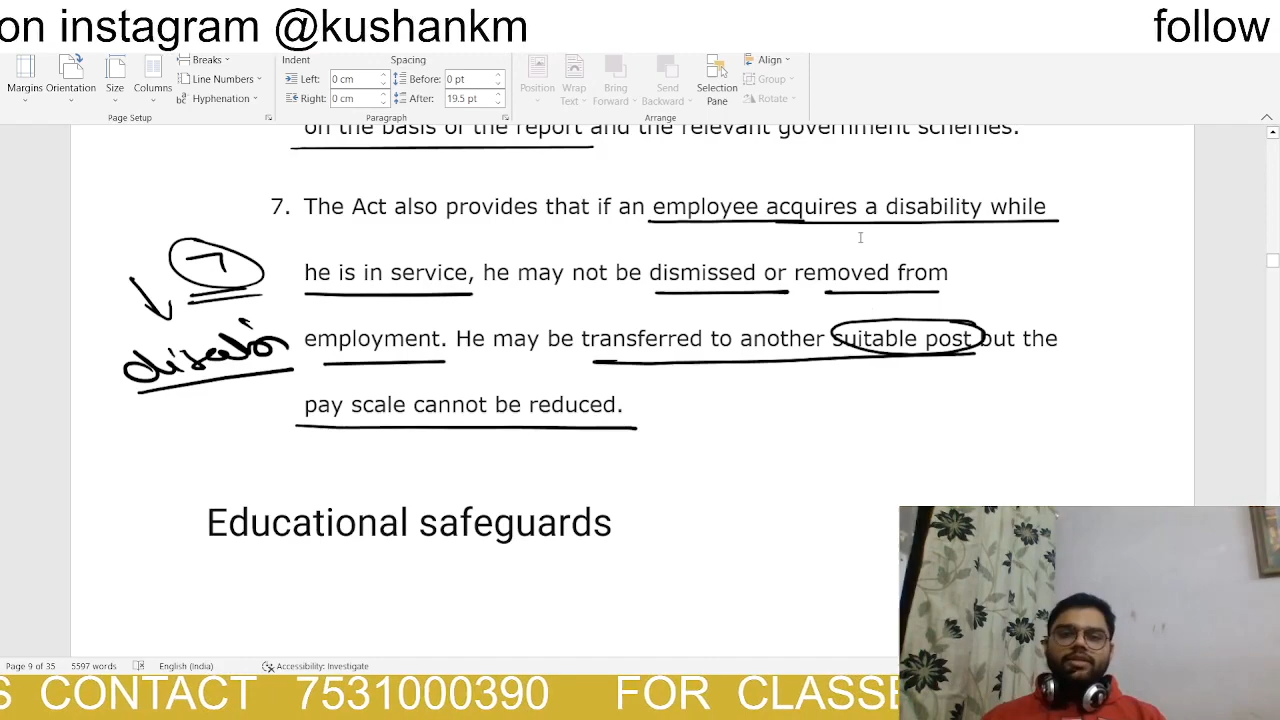 on instagram @kushankm follow
Breaks Indent Spacing Align
Margins Orientation Size Columns Line Numbers Left: 0 cm Before: 0 pt Position Wrap Text Bring Forward Send Backward Selection Pane Group
Hyphenation Right: 0 cm After: 19.5 pt Rotate
Page Setup Paragraph Arrange
on the basis of the report and the relevant government schemes.
7. The Act also provides that if an employee acquires a disability while
he is in service, he may not be dismissed or removed from
7
employment. He may be transferred to another suitable post but the
pay scale cannot be reduced.
Educational safeguards
Page 9 of 35 5597 words English (India) Accessibility: Investigate
S CONTACT 7531000390 FOR CLASSE